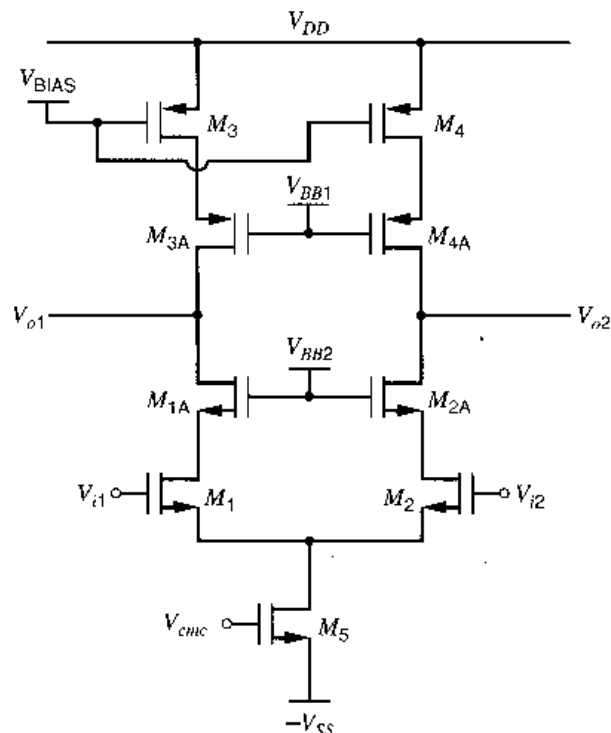 V_DD
V_BIAS
M_3
M_4
V_BB1
M_3A
M_4A
V_o1
V_o2
V_BB2
M_1A
M_2A
V_i1
M_1
M_2
V_i2
V_cmc
M_5
-V_SS